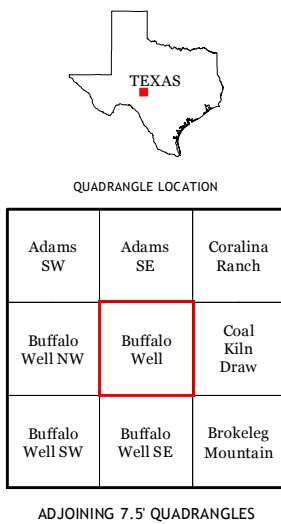 TEXAS
QUADRANGLE LOCATION
Adams
SW
Adams
SE
Coralina
Ranch
Buffalo
Well NW
Buffalo
Well
Coal
Kiln
Draw
Buffalo
Well SW
Buffalo
Well SE
Brokeleg
Mountain
ADJOINING 7.5' QUADRANGLES